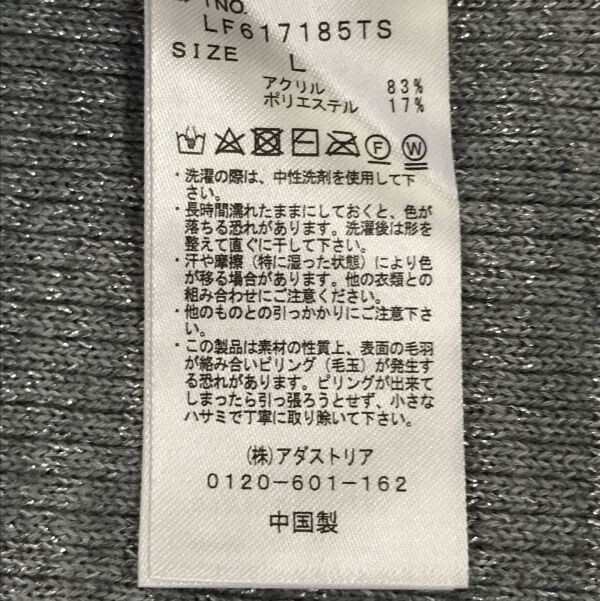 NO.
LF617185TS
SIZE L
アクリル 83%
ポリエステル 17%
F W
・洗濯の際は、中性洗剤を使用して下
さい。
・長時間濡れたままにしておくと、色が
落ちる恐れがあります。洗濯後は形を
整えて直ぐに干して下さい。
・汗や摩擦（特に湿った状態）により色
が移る場合があります。他の衣類との
組み合わせにご注意ください。
・他のものとの引っかかりにご注意下さ
い。
・この製品は素材の性質上、表面の毛羽
が絡み合いピリング（毛玉）が発生す
る恐れがあります。ピリングが出来て
しまったら引っ張ろうとせず、小さな
ハサミで丁寧に取り除いて下さい。
(株)アダストリア
0120-601-162
中国製